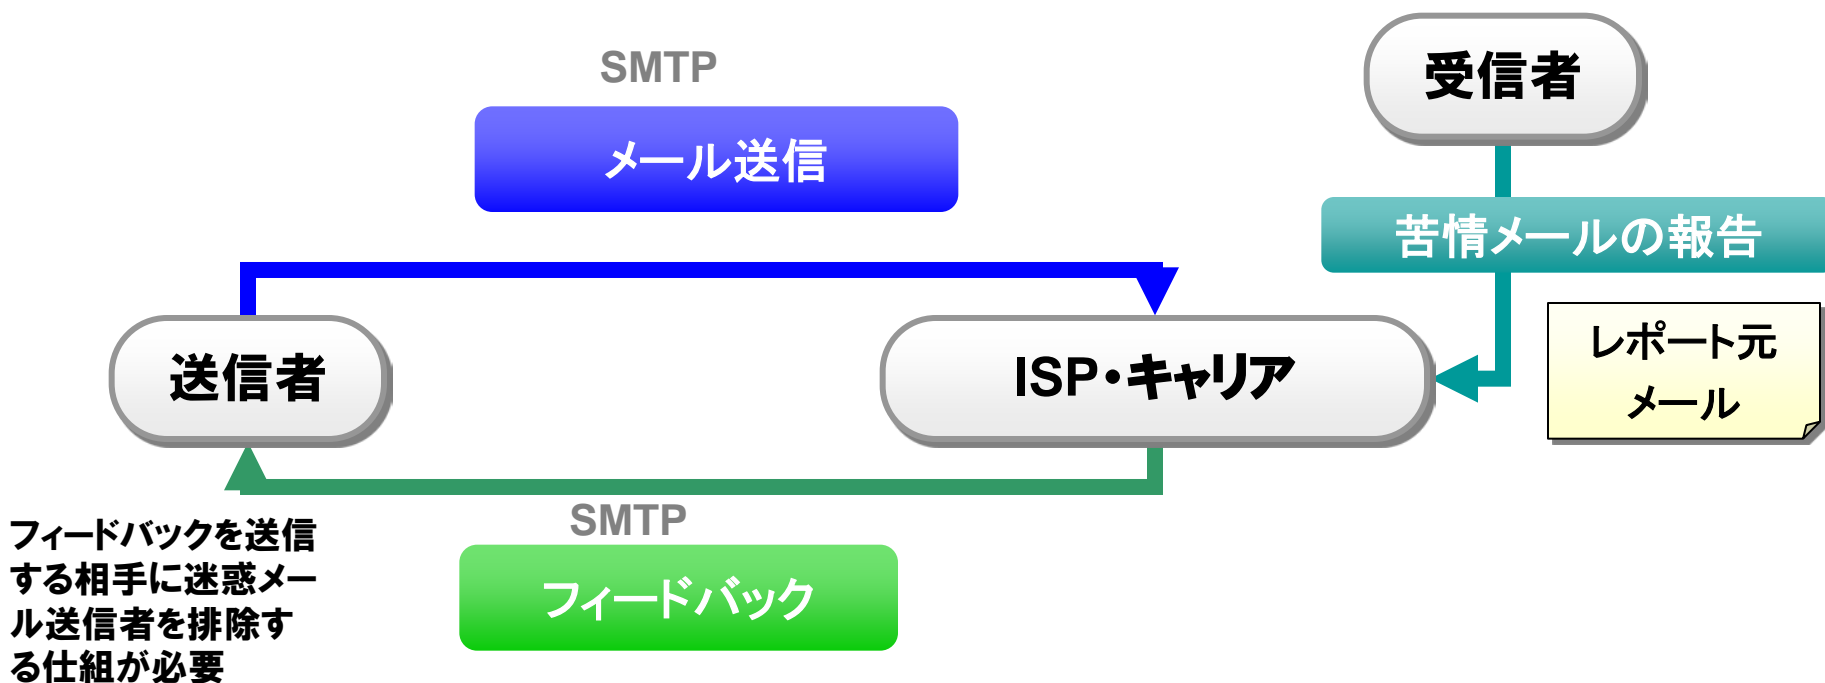 SMTP
受信者
メール送信
苦情メールの報告
レポート元
メール
送信者
ISP・キャリア
SMTP
フィードバックを送信
する相手に迷惑メー
ル送信者を排除す
る仕組が必要
フィードバック